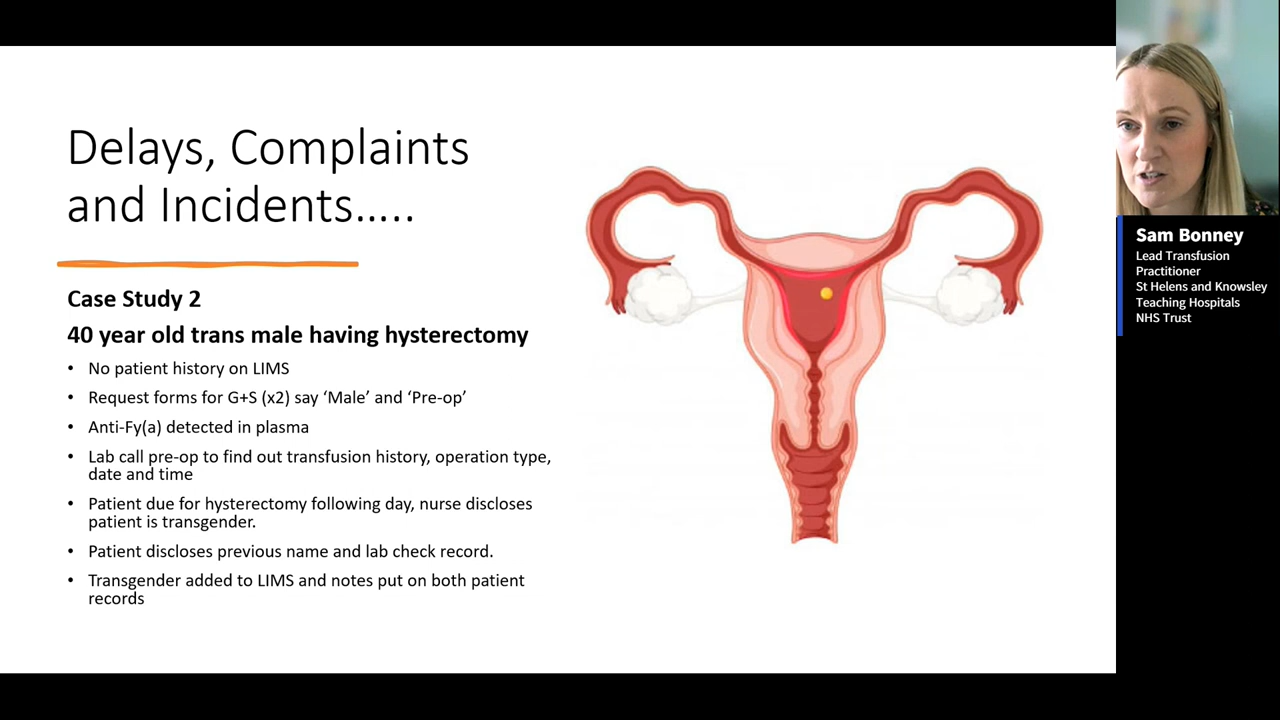 Delays, Complaints
and Incidents.....
Case Study 2
40 year old trans male having hysterectomy
• No patient history on LIMS
• Request forms for G+S (x2) say ‘Male’ and ‘Pre-op’
• Anti-Fy(a) detected in plasma
• Lab call pre-op to find out transfusion history, operation type,
date and time
• Patient due for hysterectomy following day, nurse discloses
patient is transgender.
• Patient discloses previous name and lab check record.
• Transgender added to LIMS and notes put on both patient
records
Sam Bonney
Lead Transfusion
Practitioner
St Helens and Knowsley
Teaching Hospitals
NHS Trust